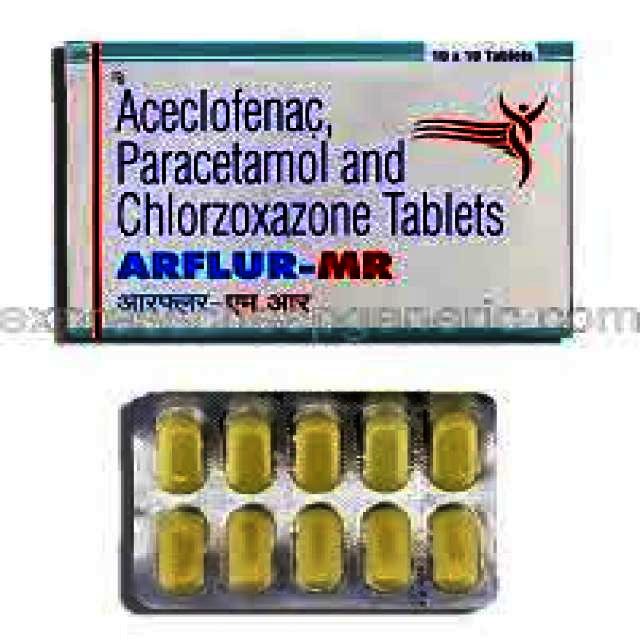 10 x 10 Tablets
Aceclofenac,
Paracetamol and
Chlorzoxazone Tablets
ARFLUR-MR
आरफ्लर-एम आर